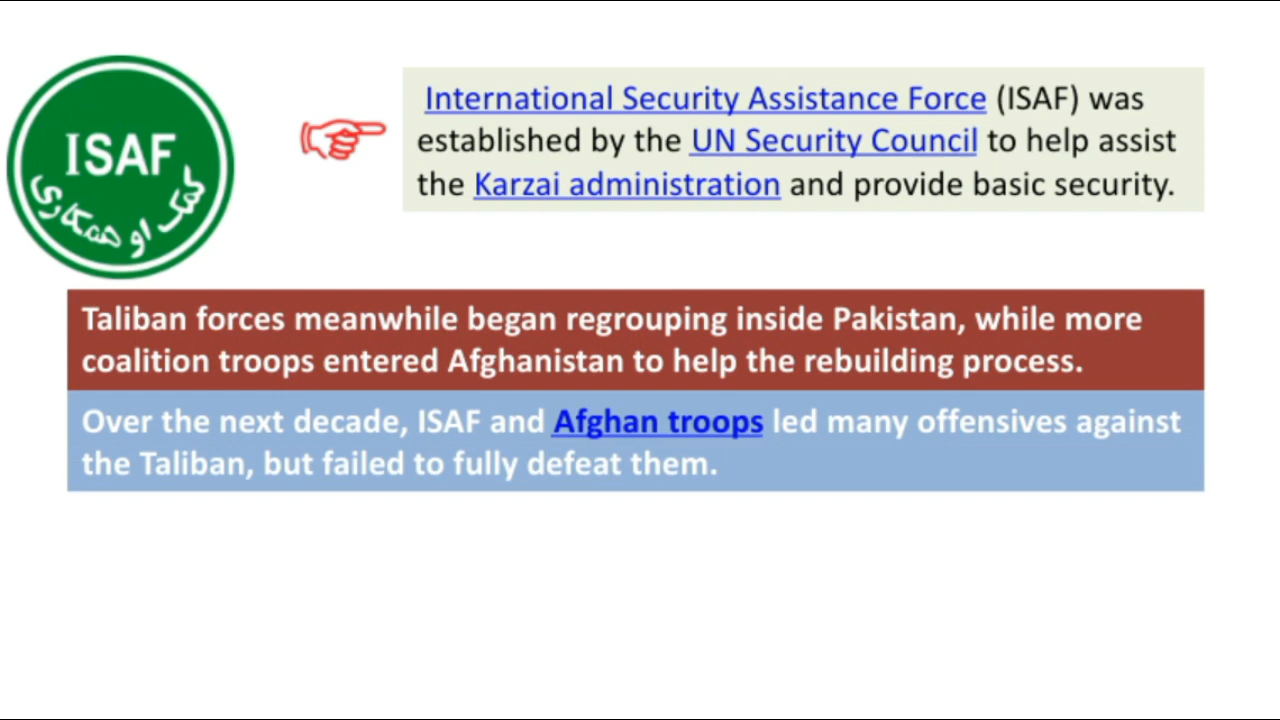 ISAF
کمک او همکاری
International Security Assistance Force (ISAF) was
established by the UN Security Council to help assist
the Karzai administration and provide basic security.
Taliban forces meanwhile began regrouping inside Pakistan, while more
coalition troops entered Afghanistan to help the rebuilding process.
Over the next decade, ISAF and Afghan troops led many offensives against
the Taliban, but failed to fully defeat them.